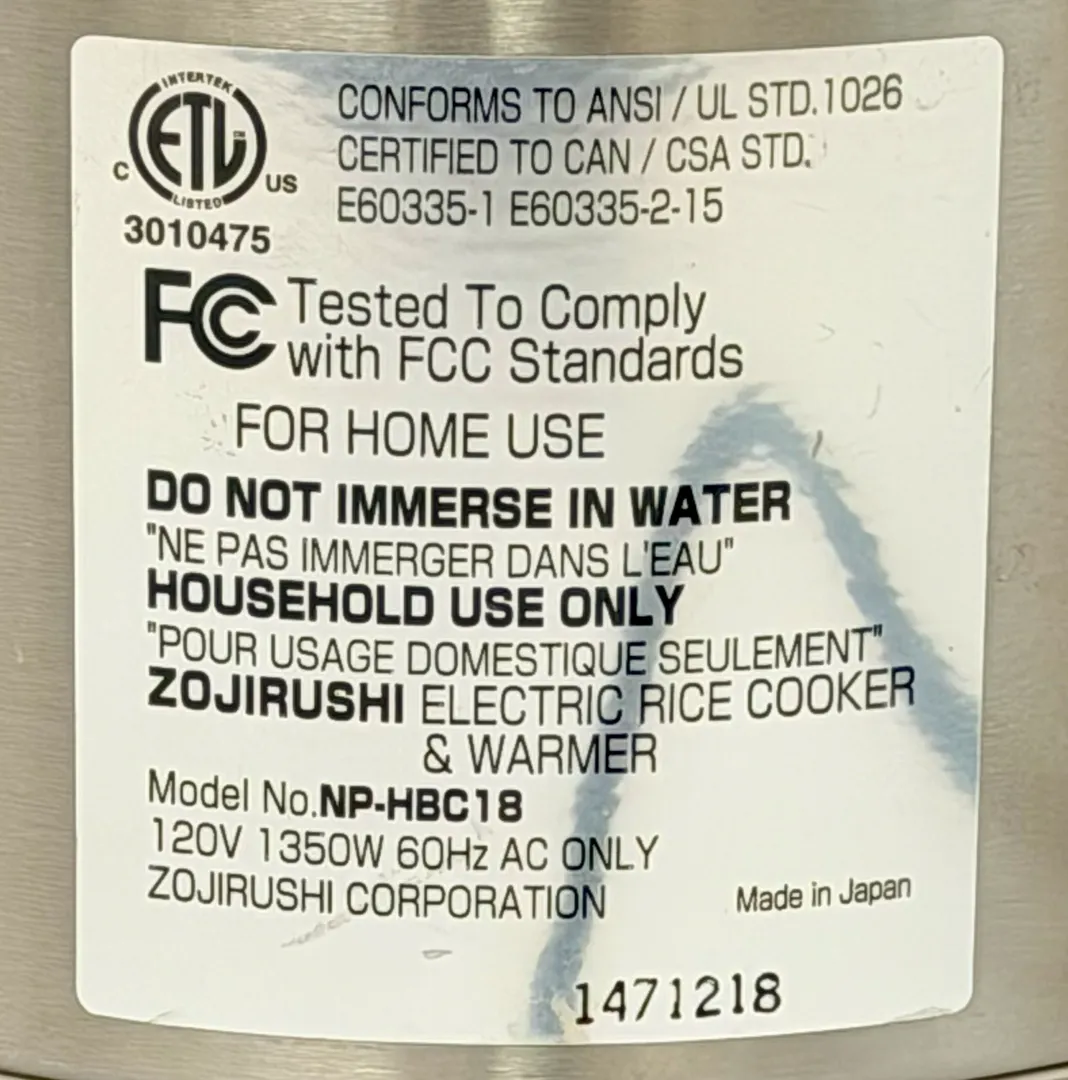 INTERTEK
ETL
CM
C US
LISTED
3010475
CONFORMS TO ANSI / UL STD.1026
CERTIFIED TO CAN / CSA STD.
E60335-1 E60335-2-15
FC Tested To Comply
with FCC Standards
FOR HOME USE
DO NOT IMMERSE IN WATER
"NE PAS IMMERGER DANS L'EAU"
HOUSEHOLD USE ONLY
"POUR USAGE DOMESTIQUE SEULEMENT"
ZOJIRUSHI ELECTRIC RICE COOKER
& WARMER
Model No.NP-HBC18
120V 1350W 60Hz AC ONLY
ZOJIRUSHI CORPORATION
Made in Japan
1471218